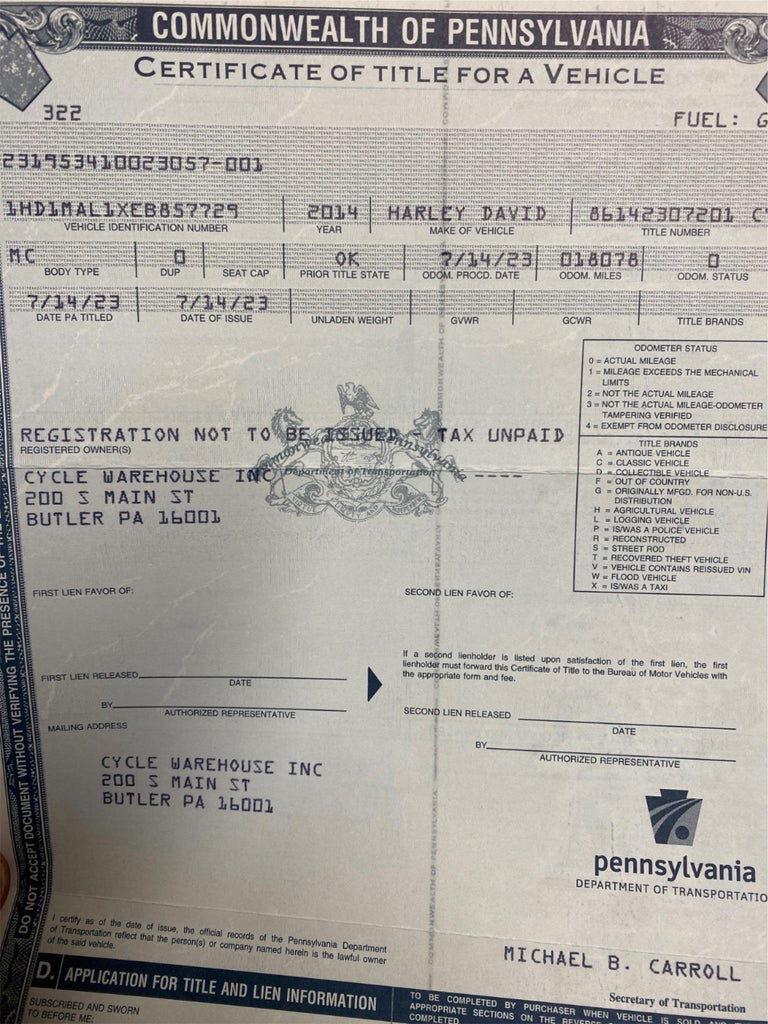 COMMONWEALTH OF PENNSYLVANIA
CERTIFICATE OF TITLE FOR A VEHICLE
322
FUEL: G
231953410023057-001
1HD1MAL1XEB857729 2014 HARLEY DAVID 86142307201 CY
VEHICLE IDENTIFICATION NUMBER YEAR MAKE OF VEHICLE TITLE NUMBER
MC 0 OK 7/14/23 018078 0
BODY TYPE DUP SEAT CAP PRIOR TITLE STATE ODOM. PROCD. DATE ODOM. MILES ODOM. STATUS
7/14/23 7/14/23
DATE PA TITLED DATE OF ISSUE UNLADEN WEIGHT GVWR GCWR TITLE BRANDS
ODOMETER STATUS
0 = ACTUAL MILEAGE
1 = MILEAGE EXCEEDS THE MECHANICAL
LIMITS
2 = NOT THE ACTUAL MILEAGE
3 = NOT THE ACTUAL MILEAGE-ODOMETER
TAMPERING VERIFIED
4 = EXEMPT FROM ODOMETER DISCLOSURE
TITLE BRANDS
A = ANTIQUE VEHICLE
C = CLASSIC VEHICLE
D = COLLECTIBLE VEHICLE
F = OUT OF COUNTRY
G = ORIGINALLY MFGD. FOR NON-U.S.
DISTRIBUTION
H = AGRICULTURAL VEHICLE
L = LOGGING VEHICLE
P = IS/WAS A POLICE VEHICLE
R = RECONSTRUCTED
S = STREET ROD
T = RECOVERED THEFT VEHICLE
V = VEHICLE CONTAINS REISSUED VIN
W = FLOOD VEHICLE
X = IS/WAS A TAXI
REGISTRATION NOT TO BE ISSUED - TAX UNPAID
REGISTERED OWNER(S)
Commonwealth of Pennsylvania
Department of Transportation
CYCLE WAREHOUSE INC -----
200 S MAIN ST
BUTLER PA 16001
FIRST LIEN FAVOR OF:
SECOND LIEN FAVOR OF:
FIRST LIEN RELEASED
DATE
BY
AUTHORIZED REPRESENTATIVE
MAILING ADDRESS
If a second lienholder is listed upon satisfaction of the first lien, the first
lienholder must forward this Certificate of Title to the Bureau of Motor Vehicles with
the appropriate form and fee.
SECOND LIEN RELEASED
DATE
BY
AUTHORIZED REPRESENTATIVE
CYCLE WAREHOUSE INC
200 S MAIN ST
BUTLER PA 16001
pennsylvania
DEPARTMENT OF TRANSPORTATIO
I certify as of the date of issue, the official records of the Pennsylvania Department
of Transportation reflect that the person(s) or company named herein is the lawful owner
of the said vehicle.
MICHAEL B. CARROLL
Secretary of Transportation
D. APPLICATION FOR TITLE AND LIEN INFORMATION
SUBSCRIBED AND SWORN
TO BEFORE ME:
TO BE COMPLETED BY PURCHASER WHEN VEHICLE IS SOLD
APPROPRIATE SECTIONS ON THE REVERSE
COMPLETED.
DO NOT ACCEPT DOCUMENT WITHOUT VERIFYING THE PRESENCE OF THE